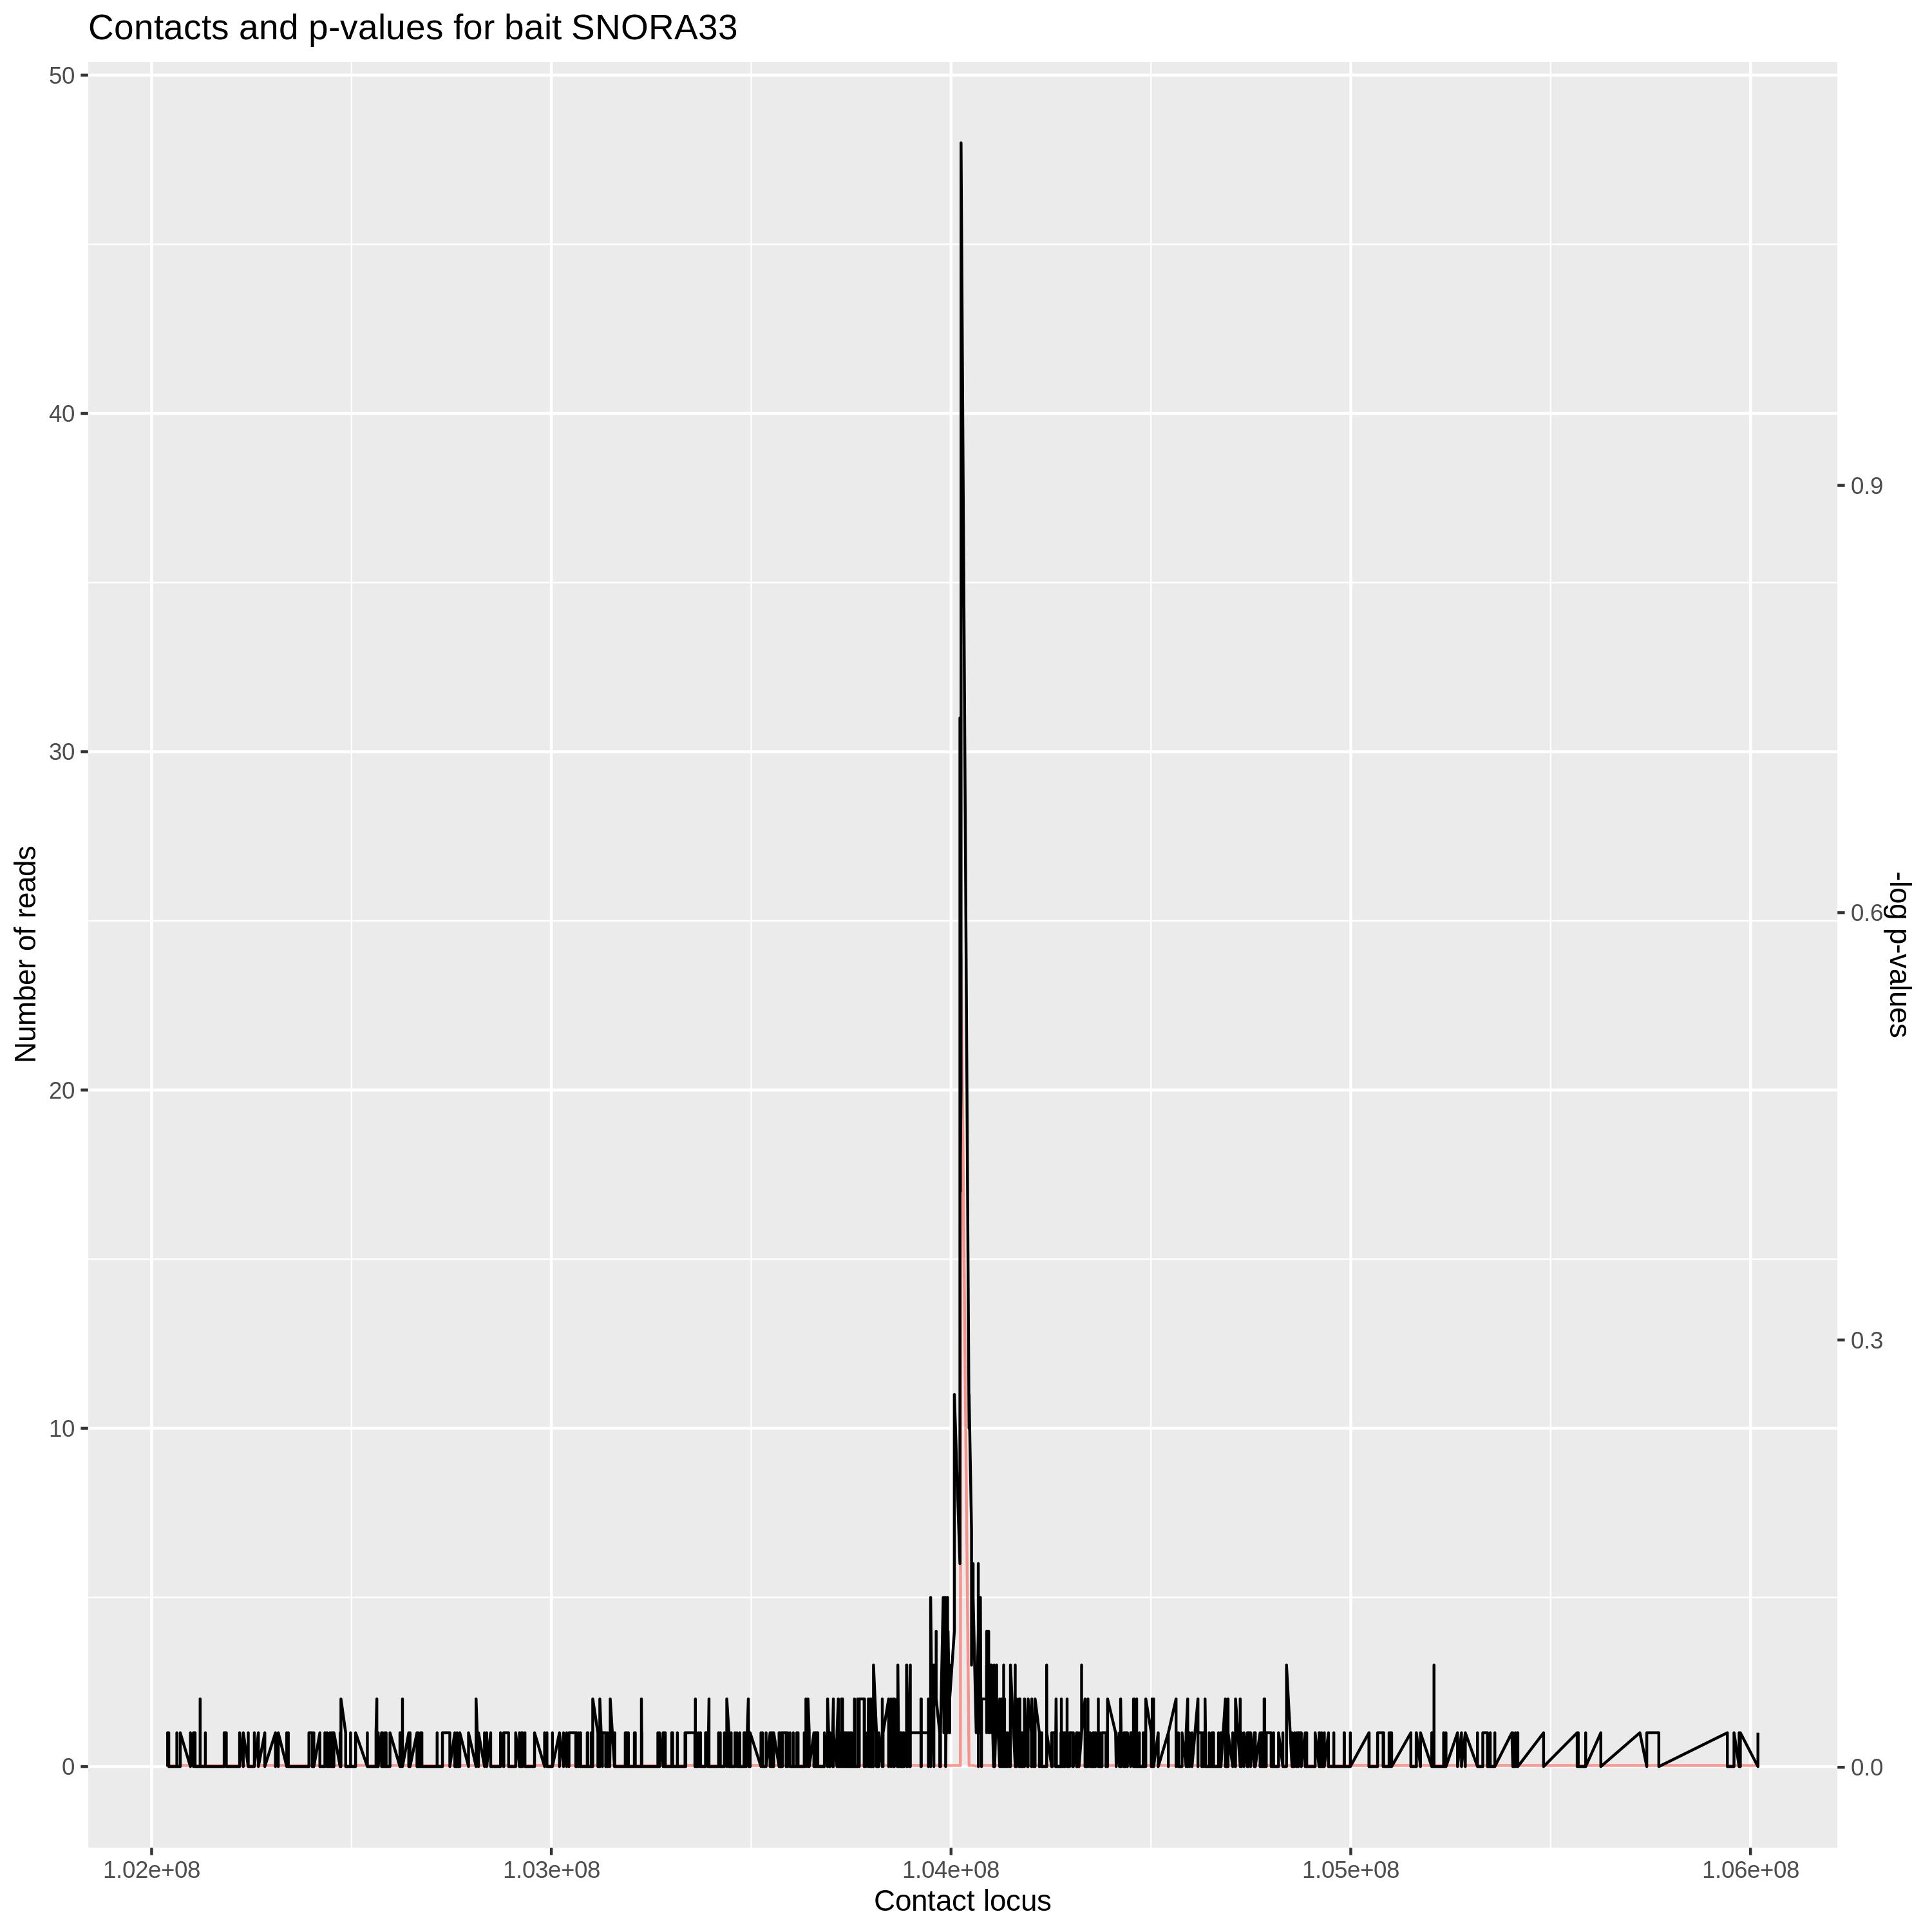 Contacts and p-values for bait SNORA33
50
40
30
20
10
0
Number of reads
0.9
0.6
0.3
0.0
-log p-values
1.02e+08 1.03e+08 1.04e+08 1.05e+08 1.06e+08
Contact locus